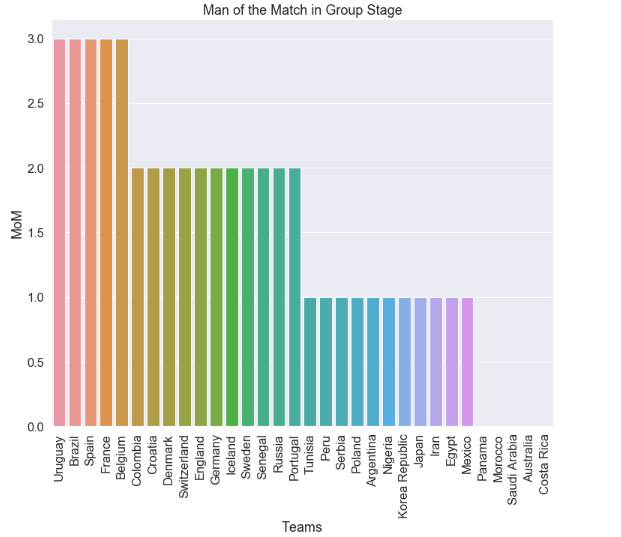 Man of the Match in Group Stage
3.0
2.5
2.0
1.5
1.0
0.5
0.0
MoM
Uruguay
Brazil
Spain
France
Belgium
Colombia
Croatia
Denmark
Switzerland
England
Germany
Iceland
Sweden
Senegal
Russia
Portugal
Tunisia
Peru
Serbia
Poland
Argentina
Nigeria
Korea Republic
Japan
Iran
Egypt
Mexico
Panama
Morocco
Saudi Arabia
Australia
Costa Rica
Teams